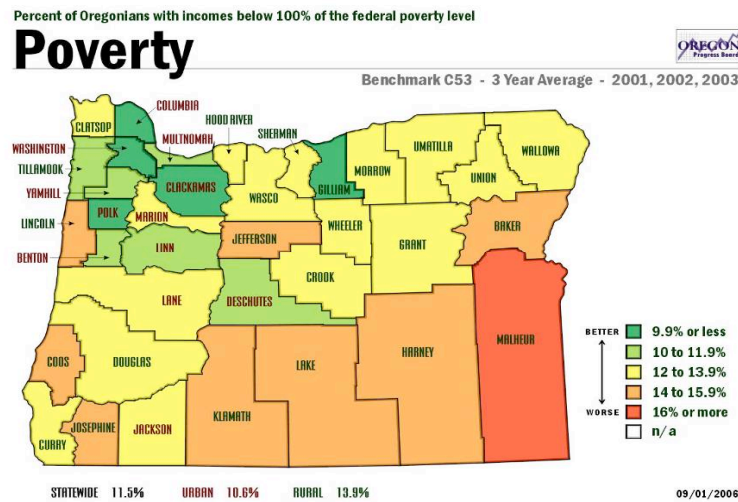 Percent of Oregonians with incomes below 100% of the federal poverty level
Poverty
OREGON
Progress Board
Benchmark C53 - 3 Year Average - 2001, 2002, 2003
COLUMBIA
CLATSOP
HOOD RIVER
WASHINGTON
MULTNOMAH
SHERMAN
UMATILLA
WALLOWA
TILLAMOOK
MORROW
UNION
YAMHILL
CLACKAMAS
GILLIAM
WASCO
POLK
MARION
LINCOLN
WHEELER
BAKER
JEFFERSON
GRANT
LINN
BENTON
CROOK
LANE
DESCHUTES
BETTER
9.9% or less
MALHEUR
10 to 11.9%
HARNEY
COOS
DOUGLAS
LAKE
12 to 13.9%
14 to 15.9%
WORSE
16% or more
KLAMATH
JOSEPHINE
JACKSON
n/a
CURRY
STATEWIDE 11.5% URBAN 10.6% RURAL 13.9%
09/01/2006